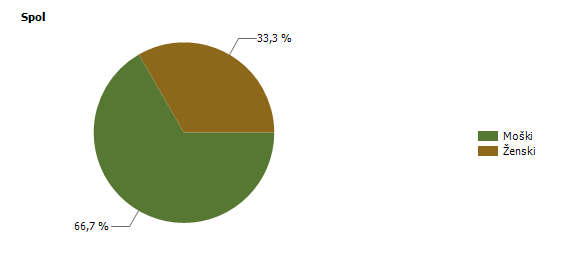 Spol
33,3 %
Moški
Ženski
66,7 %